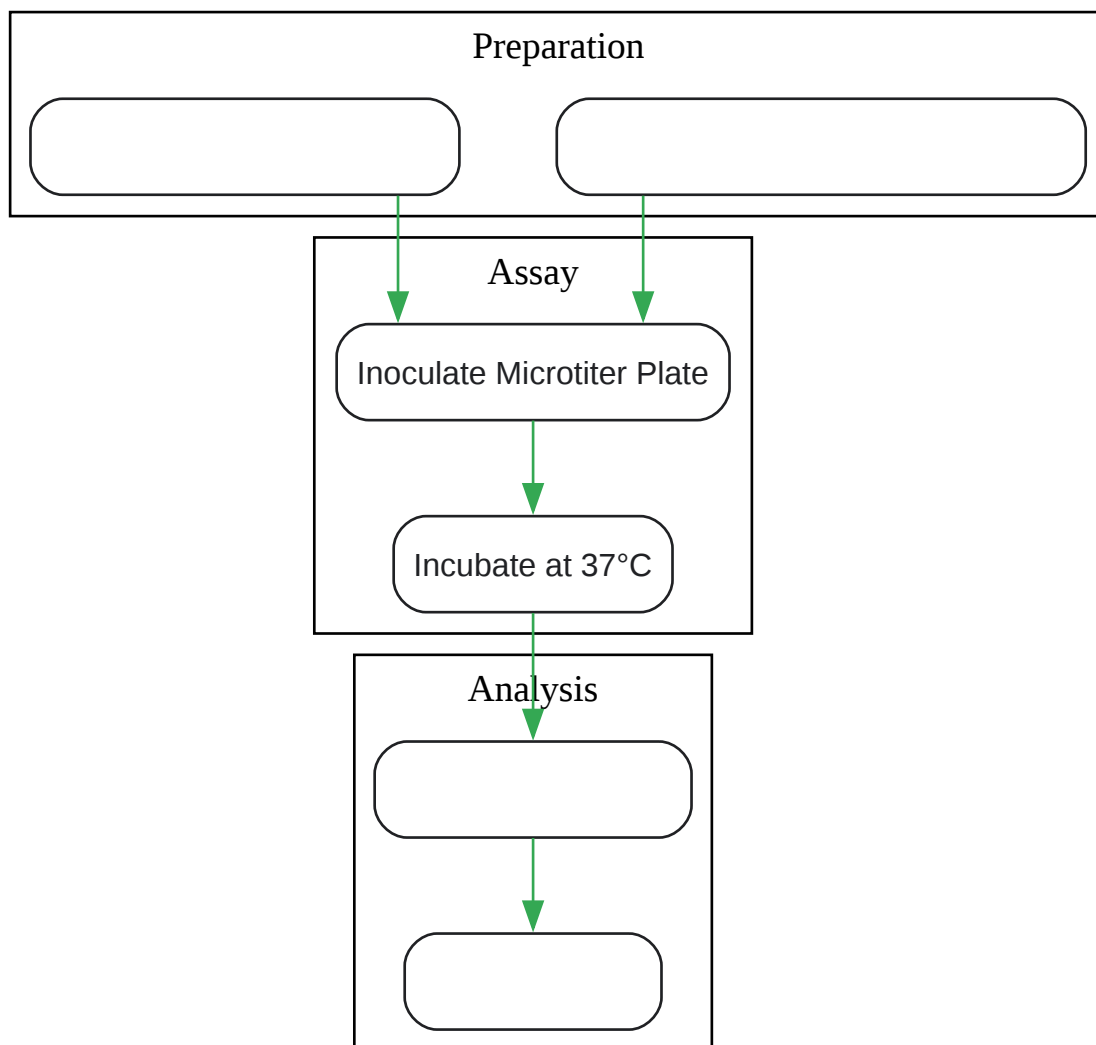 Preparation
Assay
Inoculate Microtiter Plate
Incubate at 37°C
Analysis